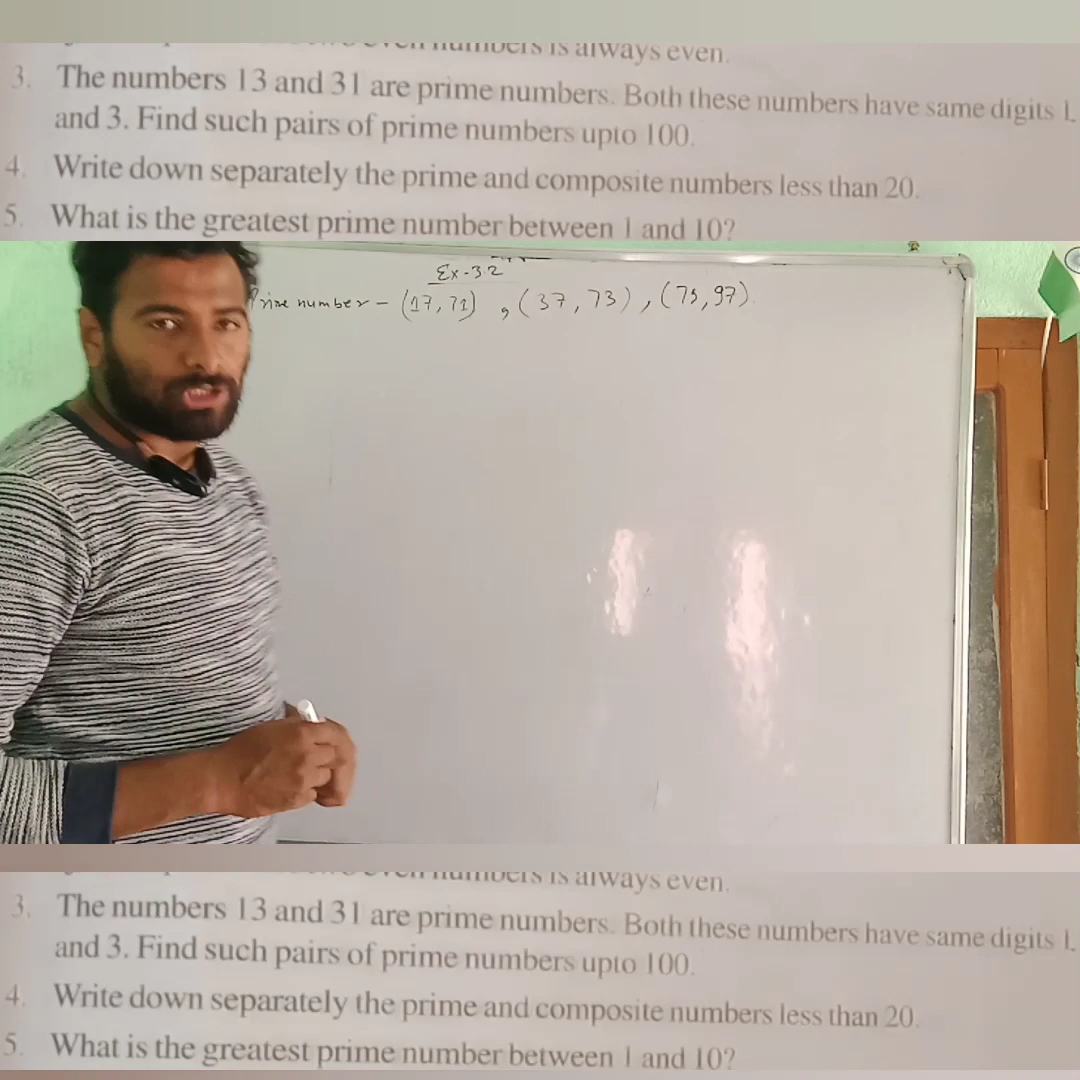 numbers is always even.
3. The numbers 13 and 31 are prime numbers. Both these numbers have same digits 1
and 3. Find such pairs of prime numbers upto 100.
4. Write down separately the prime and composite numbers less than 20.
5. What is the greatest prime number between 1 and 10?
Ex-3.2
Prime number - (17, 71) , (37, 73) , (79, 97).
numbers is always even.
3. The numbers 13 and 31 are prime numbers. Both these numbers have same digits 1
and 3. Find such pairs of prime numbers upto 100.
4. Write down separately the prime and composite numbers less than 20.
5. What is the greatest prime number between 1 and 10?